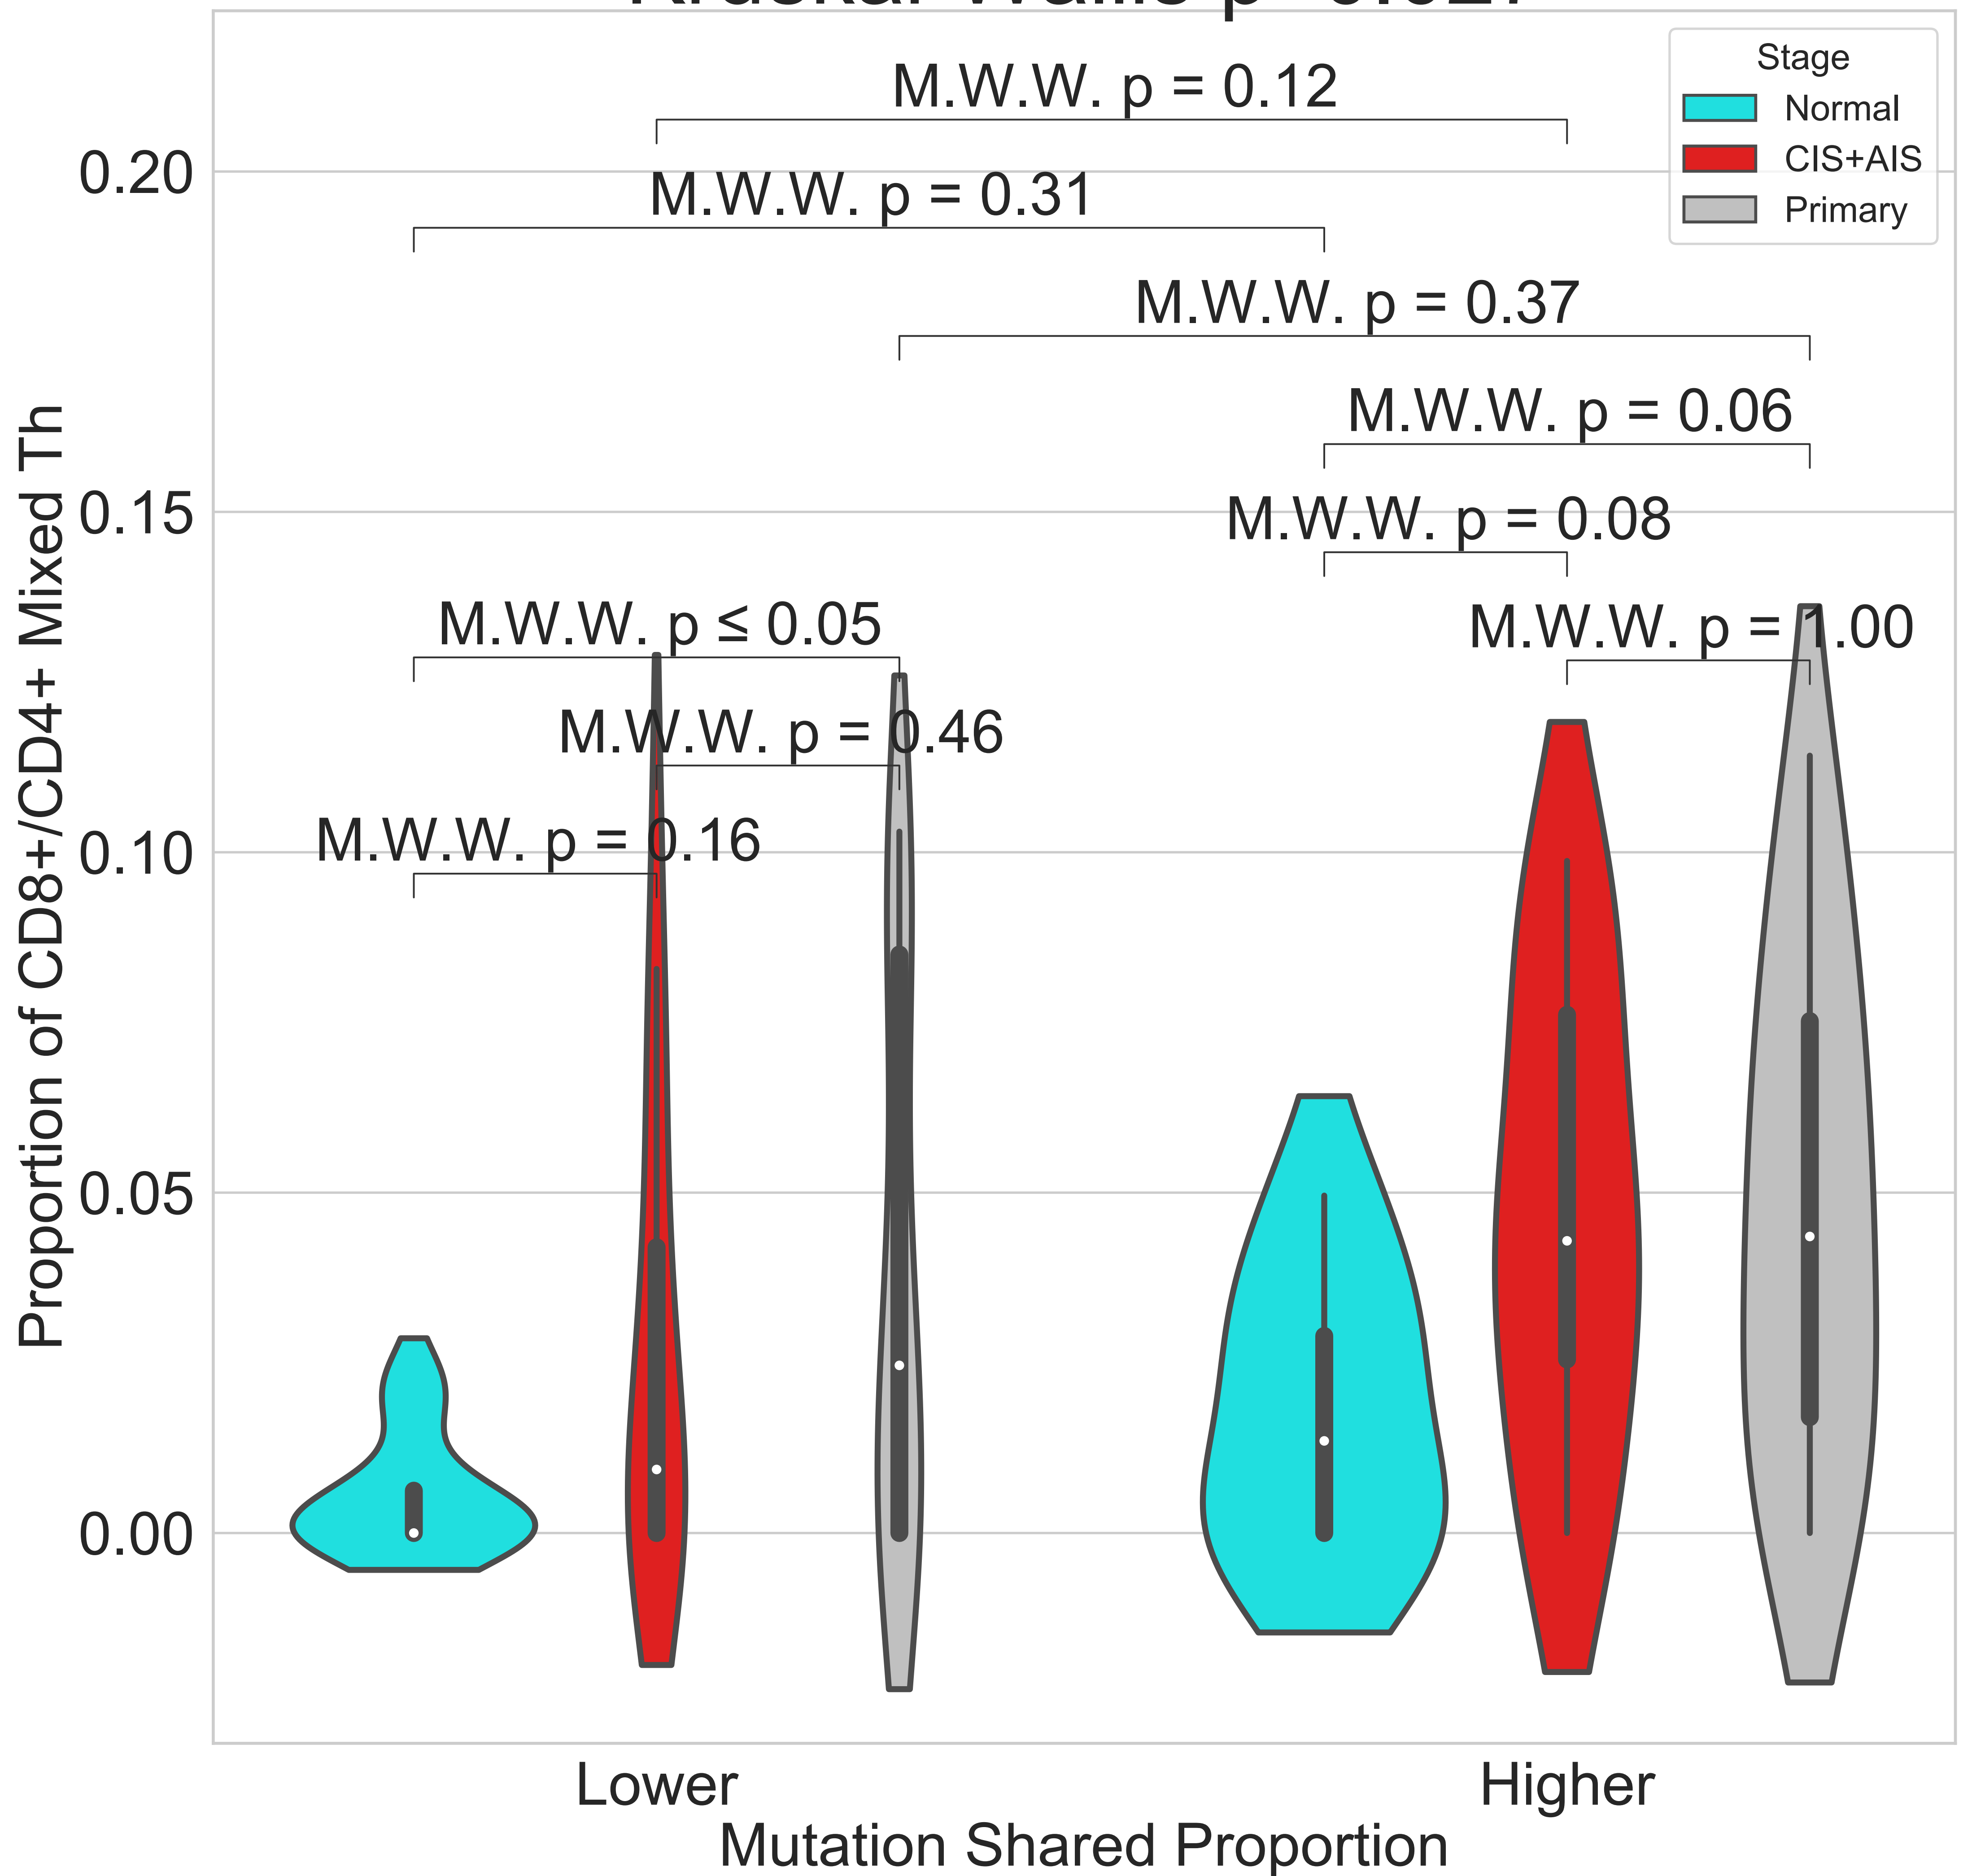 Stage
Normal
CIS+AIS
Primary
M.W.W. p = 0.12
M.W.W. p = 0.31
M.W.W. p = 0.37
M.W.W. p = 0.06
M.W.W. p = 0.08
M.W.W. p ≤ 0.05
M.W.W. p = 1.00
M.W.W. p = 0.46
M.W.W. p = 0.16
Proportion of CD8+/CD4+ Mixed Th
0.20
0.15
0.10
0.05
0.00
Lower
Higher
Mutation Shared Proportion